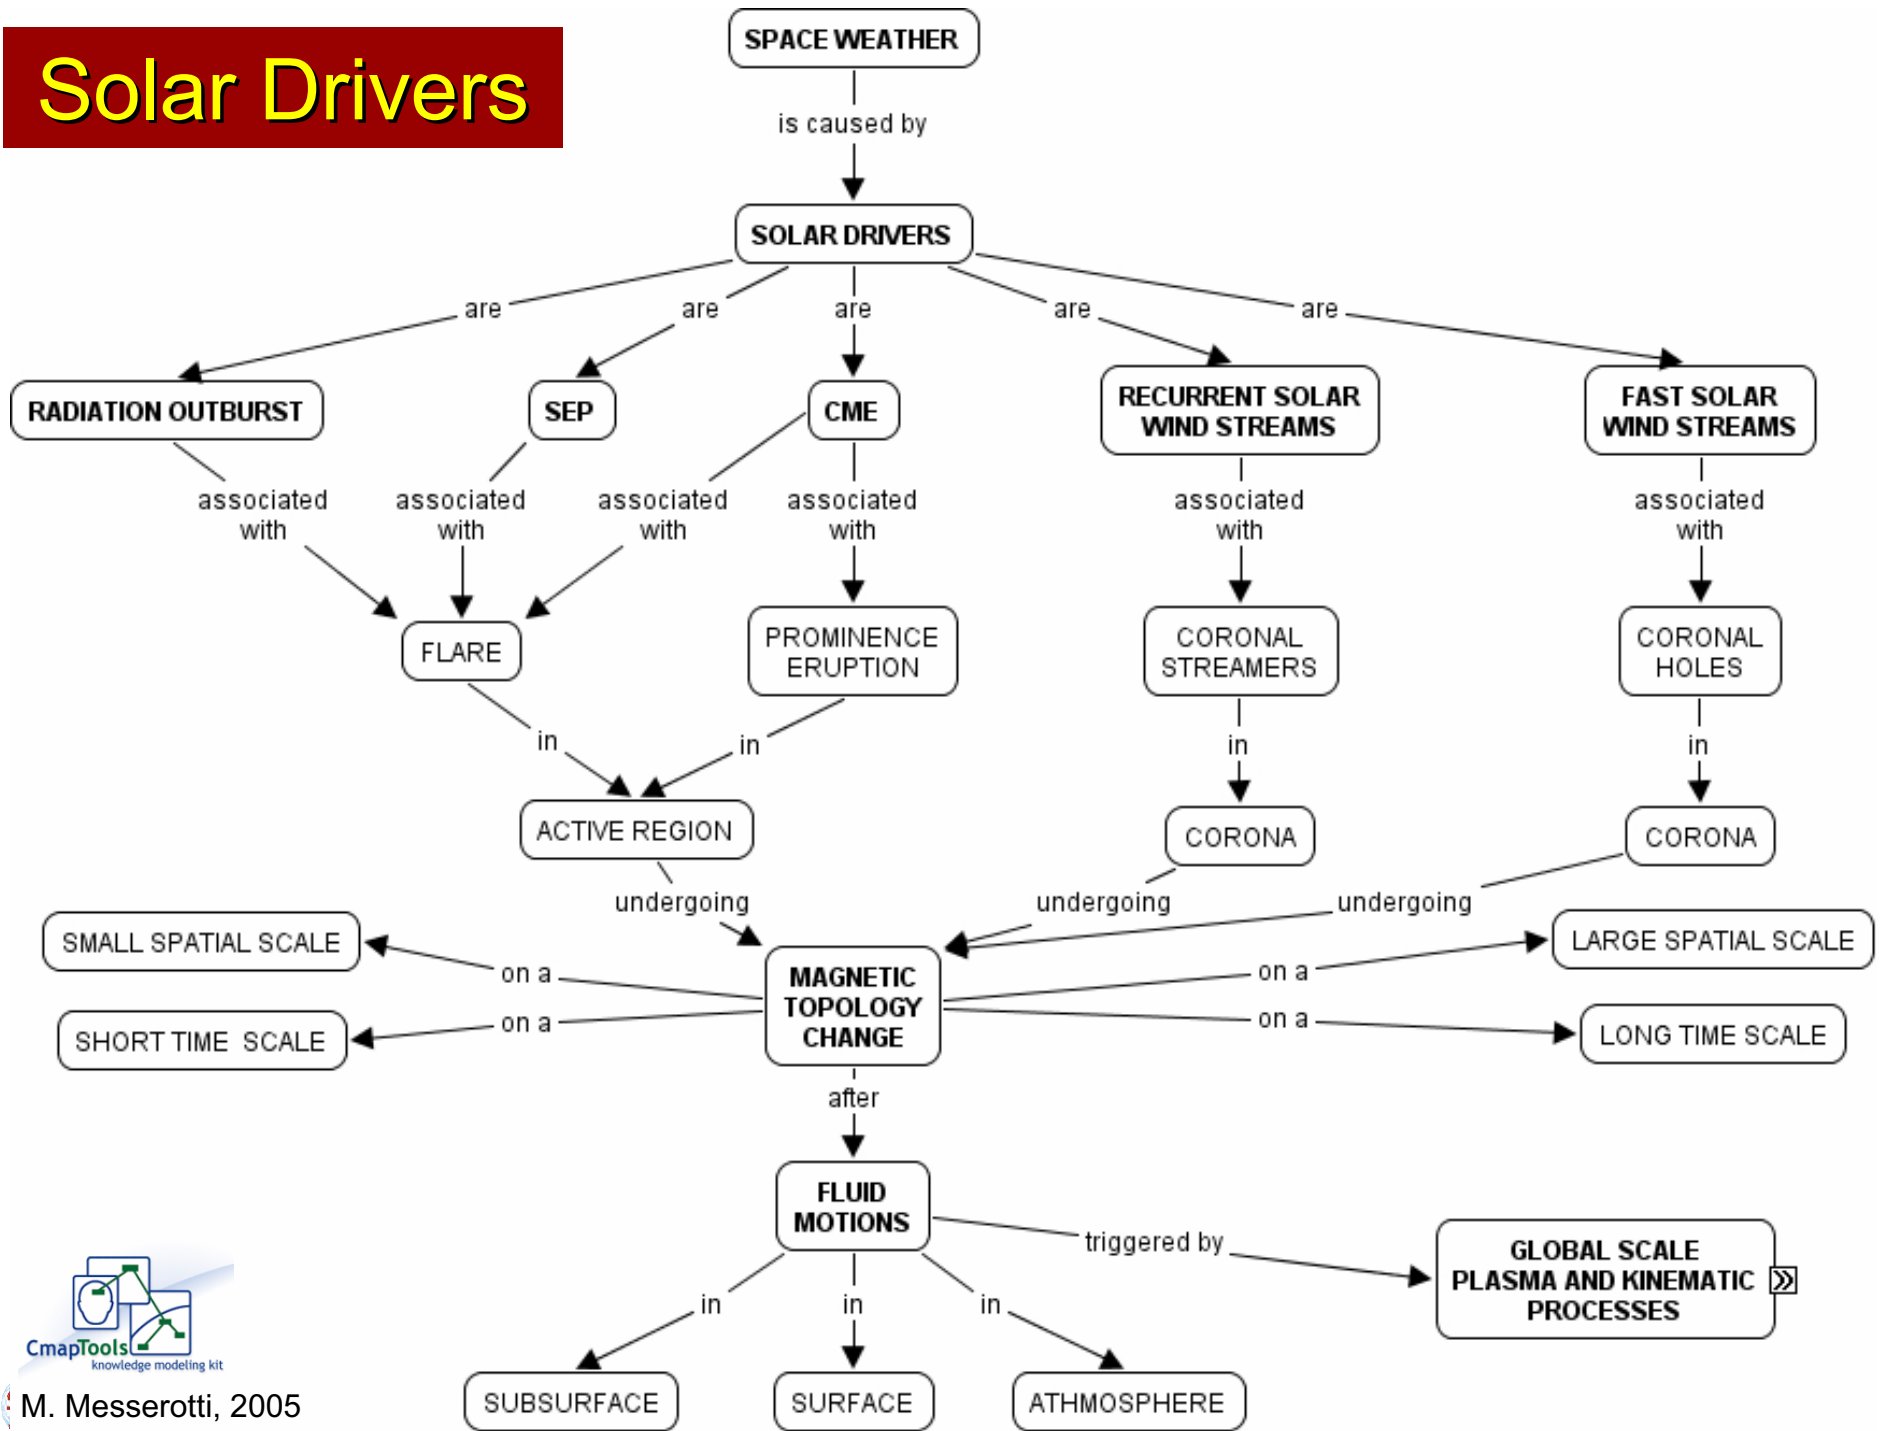 Solar Drivers
SPACE WEATHER
is caused by
SOLAR DRIVERS
are
are
are
are
are
RADIATION OUTBURST
SEP
CME
RECURRENT SOLAR
WIND STREAMS
FAST SOLAR
WIND STREAMS
associated
with
associated
with
associated
with
associated
with
associated
with
associated
with
FLARE
PROMINENCE
ERUPTION
CORONAL
STREAMERS
CORONAL
HOLES
in
in
in
in
ACTIVE REGION
CORONA
CORONA
undergoing
undergoing
undergoing
SMALL SPATIAL SCALE
LARGE SPATIAL SCALE
on a
on a
MAGNETIC
TOPOLOGY
CHANGE
SHORT TIME  SCALE
on a
on a
LONG TIME SCALE
after
FLUID
MOTIONS
triggered by
GLOBAL SCALE
PLASMA AND KINEMATIC
PROCESSES
in
in
in
SUBSURFACE
SURFACE
ATHMOSPHERE
CmapTools
knowledge modeling kit
M. Messerotti, 2005